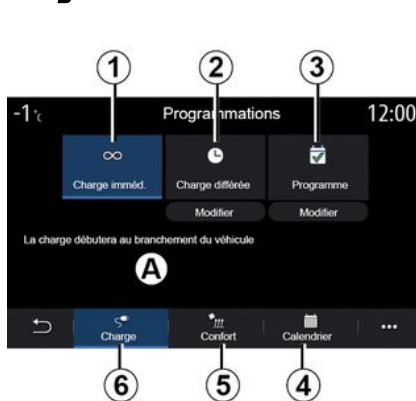 1 2 3
-1°C Programmations 12:00
Charge imméd. Charge différée Programme
Modifier Modifier
La charge débutera au branchement du véhicule
A
Charge Confort Calendrier
6 5 4